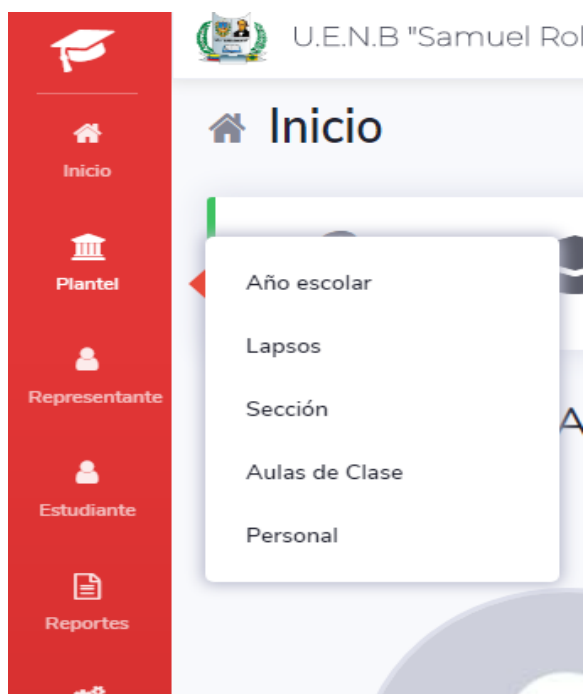 U.E.N.B "Samuel Rol
Inicio
Inicio
Plantel
Representante
Estudiante
Reportes
Año escolar
Lapsos
Sección
Aulas de Clase
Personal
A